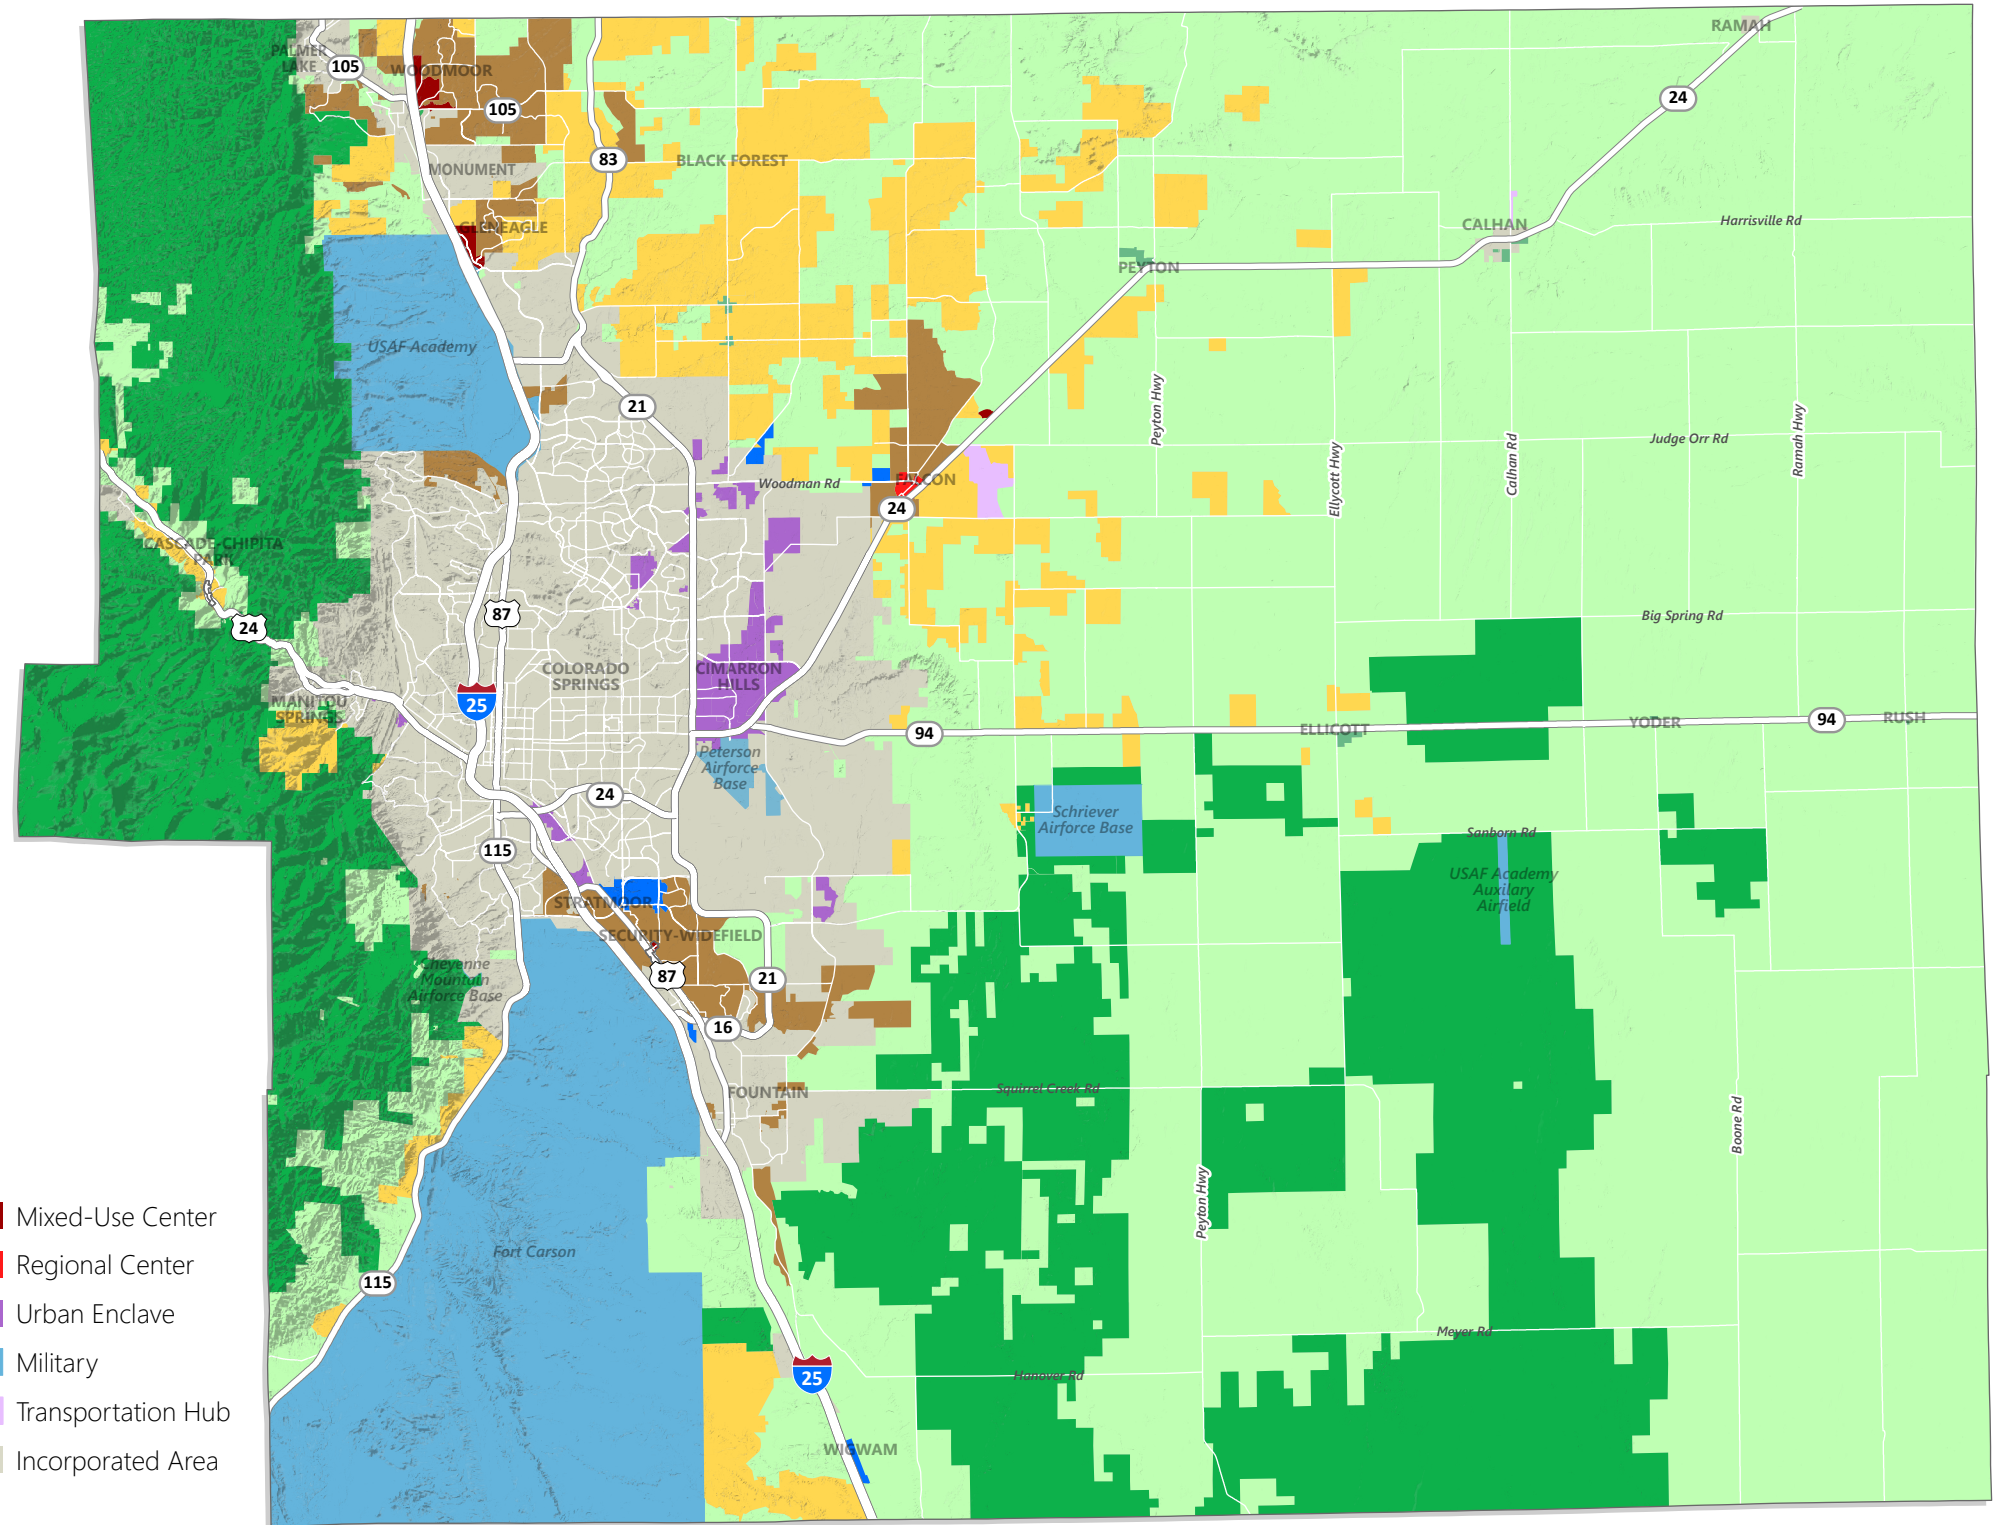 RAMAH
PALMER
LAKE
105
WOODMOOR
24
105
83
BLACK FOREST
MONUMENT
Harrisville Rd
CALHAN
GLENEAGLE
PEYTON
USAF Academy
21
Peyton Hwy
Ellycott Hwy
Calhan Rd
Judge Orr Rd
Ramah Hwy
Woodman Rd
FALCON
24
CASCADE-CHIPITA
PARK
87
24
Big Spring Rd
COLORADO
SPRINGS
CIMARRON
HILLS
25
MANITOU
SPRINGS
94
ELLICOTT
YODER
94
RUSH
Peterson
Airforce
Base
24
Schriever
Airforce Base
Sanborn Rd
115
USAF Academy
Auxilary
Airfield
STRATMOOR
SECURITY-WIDEFIELD
Cheyenne
Mountain
Airforce Base
87
21
16
FOUNTAIN
Squirrel Creek Rd
Boone Rd
Peyton Hwy
Fort Carson
115
Meyer Rd
25
Hanover Rd
WIGWAM
Mixed-Use Center
Regional Center
Urban Enclave
Military
Transportation Hub
Incorporated Area